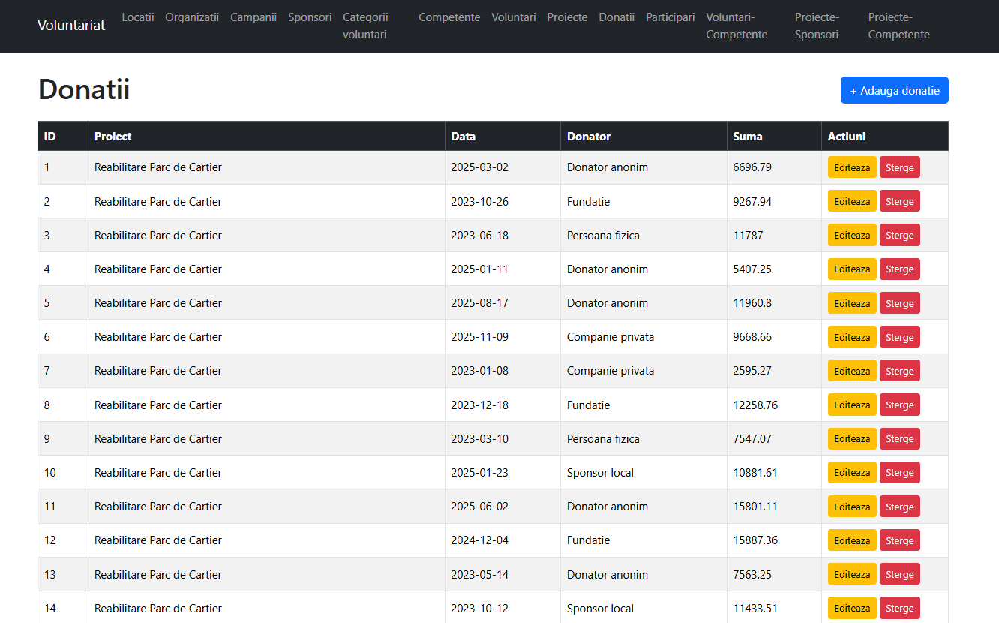 Voluntariat Locatii Organizatii Campanii Sponsori Categorii voluntari Competente Voluntari Proiecte Donatii Participari Voluntari-Competente Proiecte-Sponsori Proiecte-Competente
Donatii
+ Adauga donatie
ID Proiect Data Donator Suma Actiuni
1 Reabilitare Parc de Cartier 2025-03-02 Donator anonim 6696.79 Editeaza Sterge
2 Reabilitare Parc de Cartier 2023-10-26 Fundatie 9267.94 Editeaza Sterge
3 Reabilitare Parc de Cartier 2023-06-18 Persoana fizica 11787 Editeaza Sterge
4 Reabilitare Parc de Cartier 2025-01-11 Donator anonim 5407.25 Editeaza Sterge
5 Reabilitare Parc de Cartier 2025-08-17 Donator anonim 11960.8 Editeaza Sterge
6 Reabilitare Parc de Cartier 2025-11-09 Companie privata 9668.66 Editeaza Sterge
7 Reabilitare Parc de Cartier 2023-01-08 Companie privata 2595.27 Editeaza Sterge
8 Reabilitare Parc de Cartier 2023-12-18 Fundatie 12258.76 Editeaza Sterge
9 Reabilitare Parc de Cartier 2023-03-10 Persoana fizica 7547.07 Editeaza Sterge
10 Reabilitare Parc de Cartier 2025-01-23 Sponsor local 10881.61 Editeaza Sterge
11 Reabilitare Parc de Cartier 2025-06-02 Donator anonim 15801.11 Editeaza Sterge
12 Reabilitare Parc de Cartier 2024-12-04 Fundatie 15887.36 Editeaza Sterge
13 Reabilitare Parc de Cartier 2023-05-14 Donator anonim 7563.25 Editeaza Sterge
14 Reabilitare Parc de Cartier 2023-10-12 Sponsor local 11433.51 Editeaza Sterge